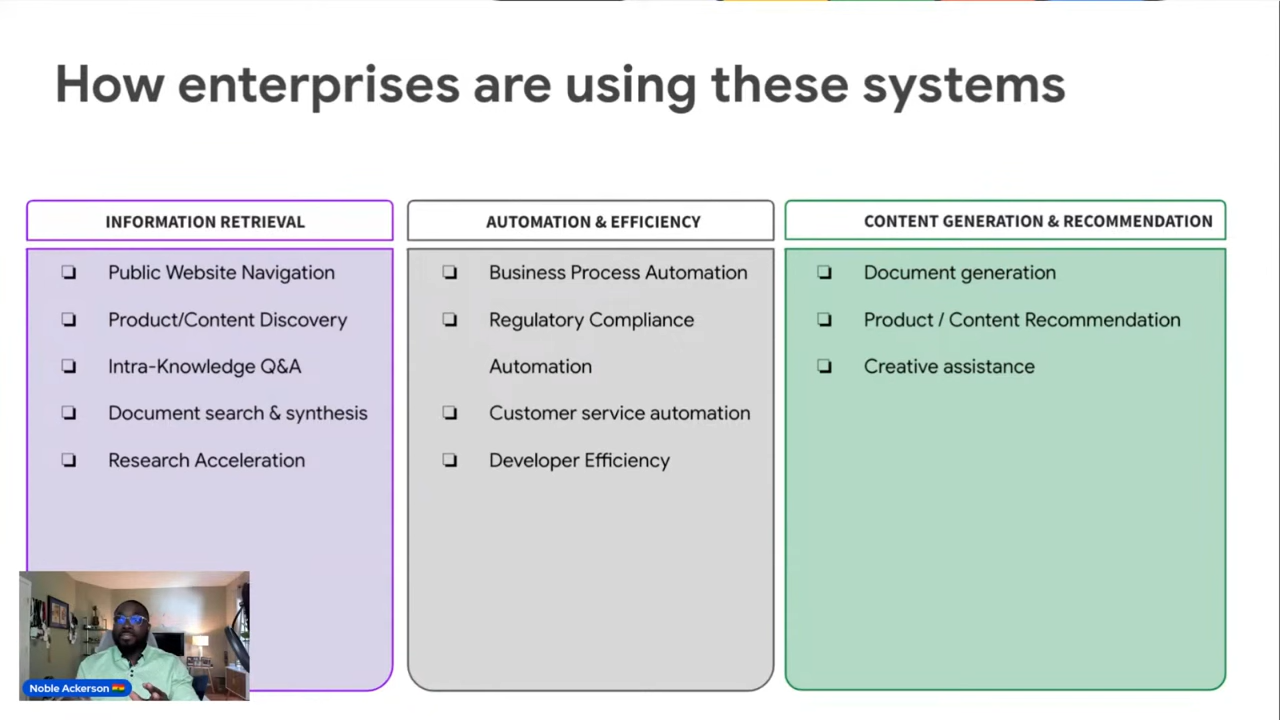 How enterprises are using these systems
INFORMATION RETRIEVAL
❏ Public Website Navigation
❏ Product/Content Discovery
❏ Intra-Knowledge Q&A
❏ Document search & synthesis
❏ Research Acceleration
AUTOMATION & EFFICIENCY
❏ Business Process Automation
❏ Regulatory Compliance
Automation
❏ Customer service automation
❏ Developer Efficiency
CONTENT GENERATION & RECOMMENDATION
❏ Document generation
❏ Product / Content Recommendation
❏ Creative assistance
Noble Ackerson 🇬🇭